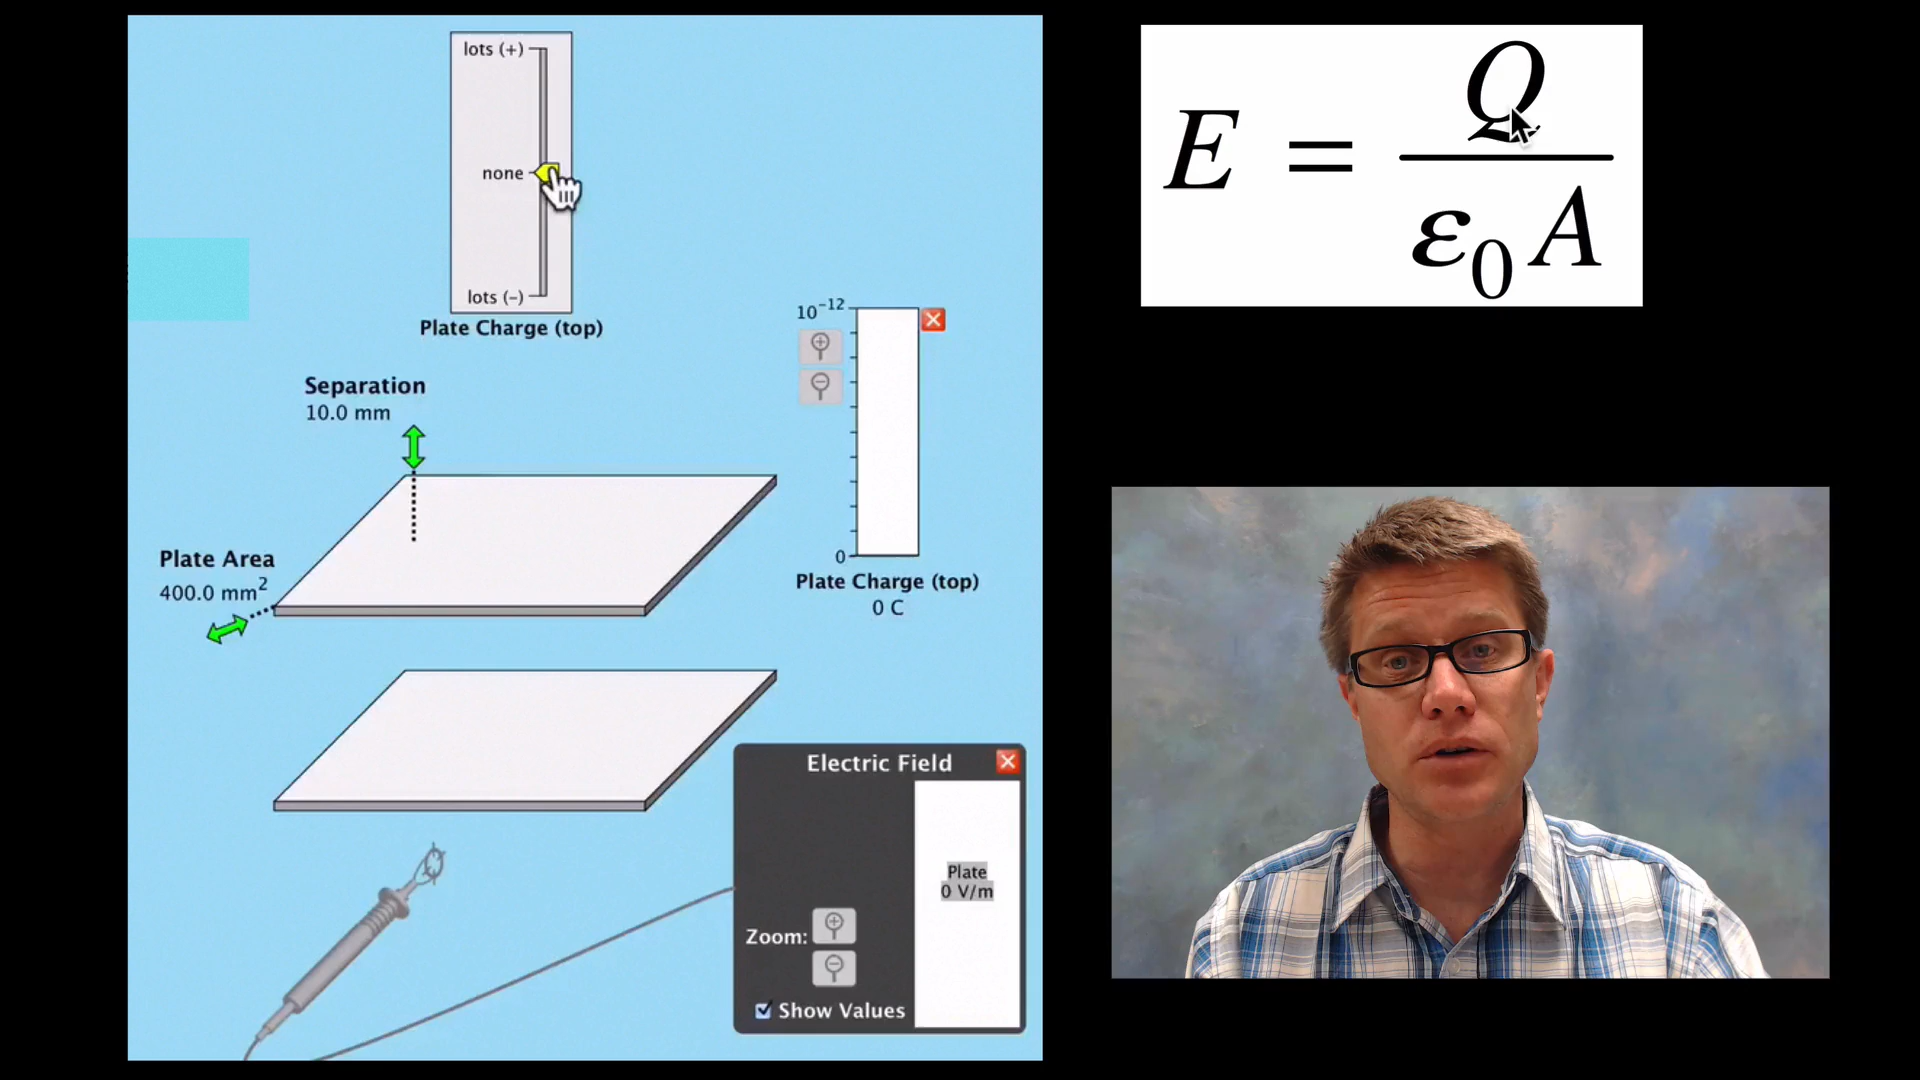 lots (+)
none
lots (–)
Plate Charge (top)
E = Q / ε₀ A
10⁻¹²
0
Plate Charge (top)
0 C
Separation
10.0 mm
Plate Area
400.0 mm²
Electric Field
Plate
0 V/m
Zoom:
Show Values